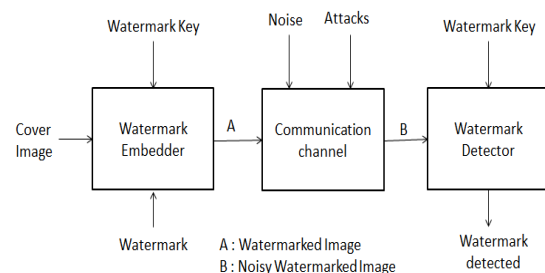 Watermark Key
Noise
Attacks
Watermark Key
Cover
Image
Watermark
Embedder
A
Communication
channel
B
Watermark
Detector
Watermark
A : Watermarked Image
B : Noisy Watermarked Image
Watermark
detected